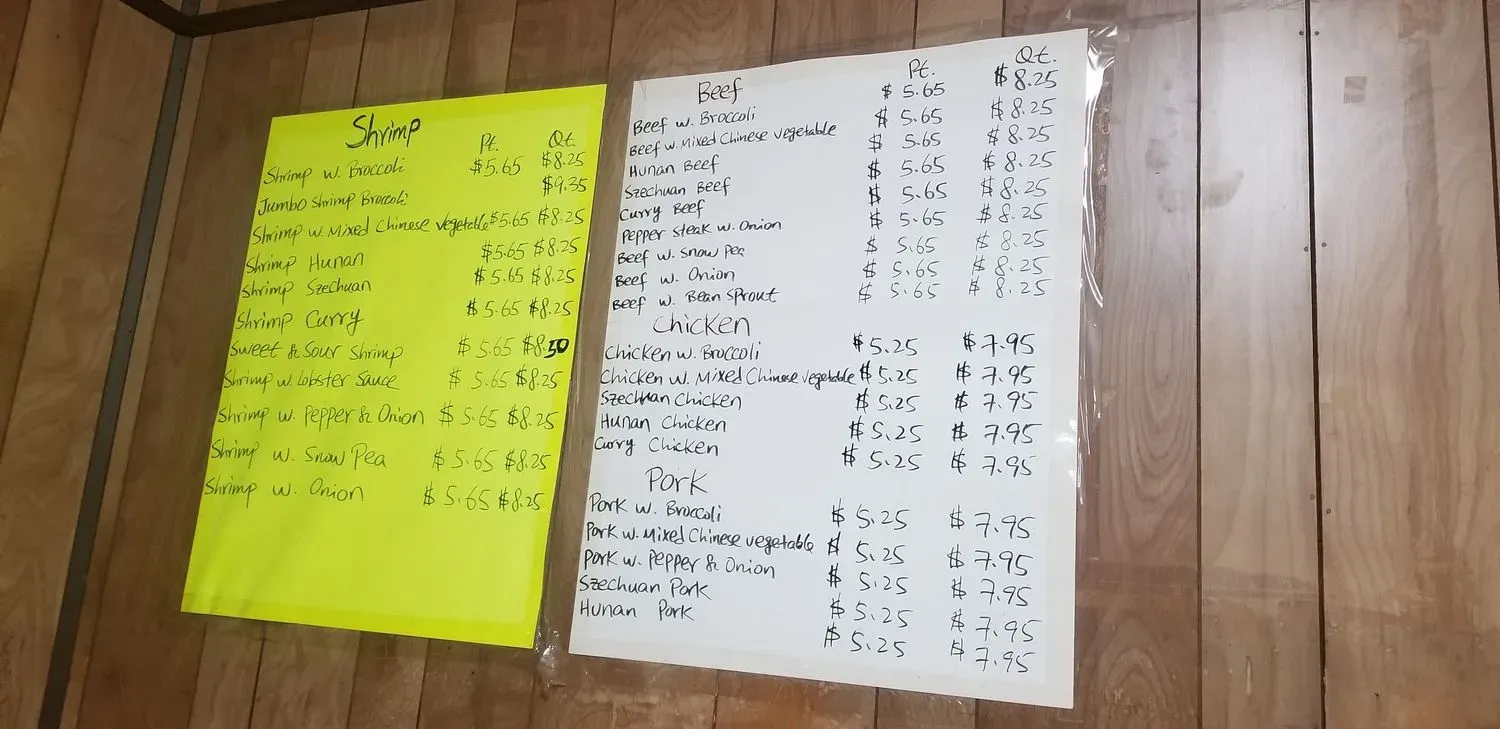 Shrimp
Pt. Qt.
Shrimp w. Broccoli $5.65 $8.25
Jumbo Shrimp Broccoli $9.35
Shrimp w. Mixed Chinese vegetable $5.65 $8.25
Shrimp Hunan $5.65 $8.25
Shrimp Szechuan $5.65 $8.25
Shrimp Curry $5.65 $8.25
Sweet & Sour Shrimp $5.65 $8.50
Shrimp w. Lobster Sauce $5.65 $8.25
Shrimp w. Pepper & Onion $5.65 $8.25
Shrimp w. Snow Pea $5.65 $8.25
Shrimp w. Onion $5.65 $8.25
Beef Pt. Qt.
Beef w. Broccoli $5.65 $8.25
Beef w. Mixed Chinese vegetable $5.65 $8.25
Hunan Beef $5.65 $8.25
Szechuan Beef $5.65 $8.25
Curry Beef $5.65 $8.25
Pepper Steak w. Onion $5.65 $8.25
Beef w. Snow Pea $5.65 $8.25
Beef w. Onion $5.65 $8.25
Beef w. Bean Sprout $5.65 $8.25
Chicken
Chicken w. Broccoli $5.25 $7.95
Chicken w. Mixed Chinese vegetable $5.25 $7.95
Szechuan Chicken $5.25 $7.95
Hunan Chicken $5.25 $7.95
Curry Chicken $5.25 $7.95
Pork
Pork w. Broccoli $5.25 $7.95
Pork w. Mixed Chinese vegetable $5.25 $7.95
Pork w. Pepper & Onion $5.25 $7.95
Szechuan Pork $5.25 $7.95
Hunan Pork $5.25 $7.95